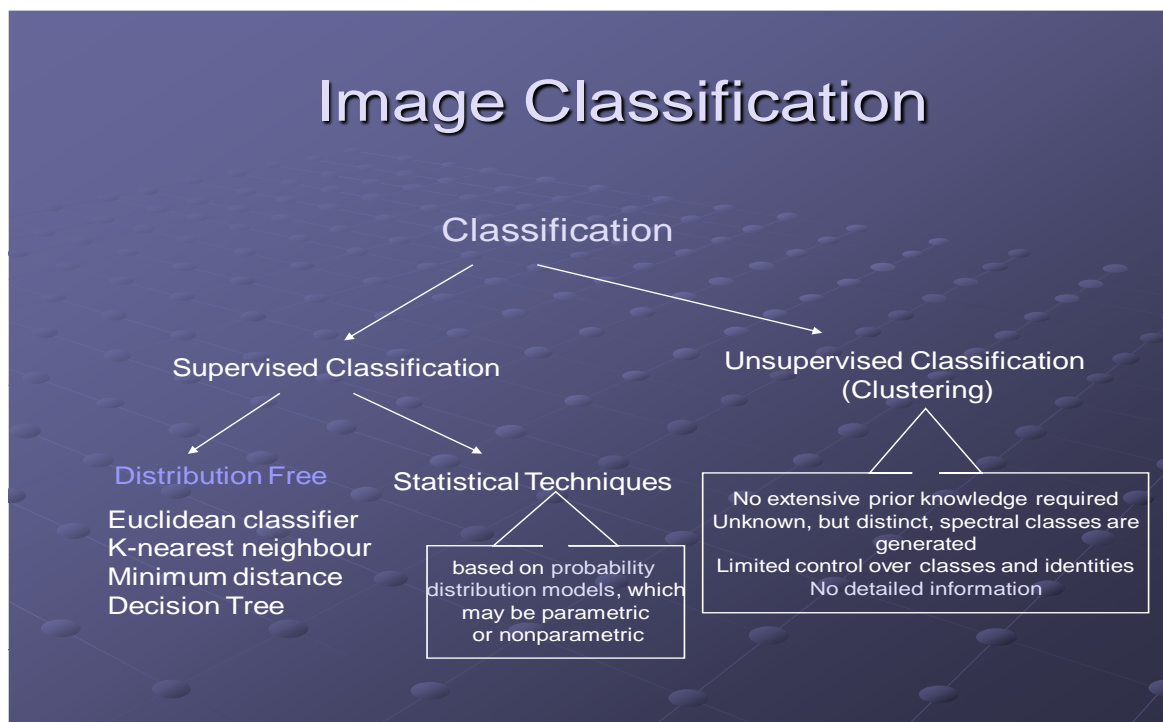 Image Classification
Classification
Supervised Classification
Unsupervised Classification
(Clustering)
Distribution Free
Euclidean classifier
K-nearest neighbour
Minimum distance
Decision Tree
Statistical Techniques
based on probability
distribution models, which
may be parametric
or nonparametric
No extensive prior knowledge required
Unknown, but distinct, spectral classes are
generated
Limited control over classes and identities
No detailed information